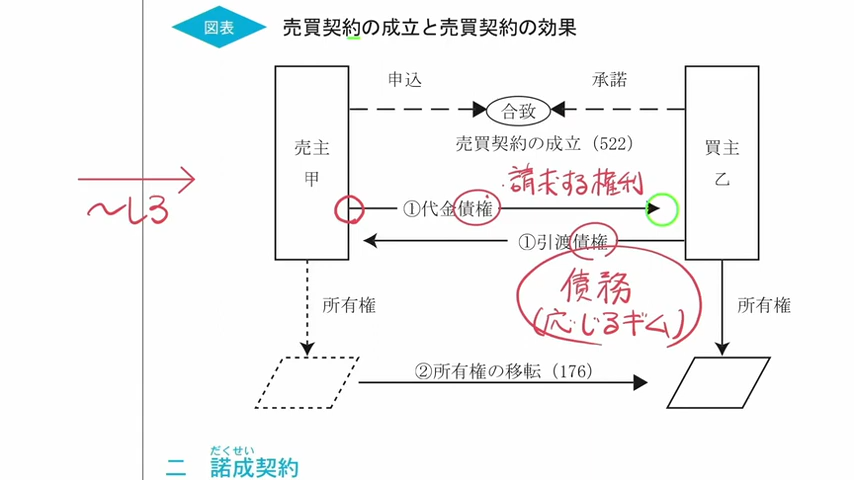 図表
売買契約の成立と売買契約の効果
申込
承諾
合致
売買契約の成立（522）
売主
甲
買主
乙
請求する権利
～しろ
①代金債権
①引渡債権
債務
(応じるギム)
所有権
所有権
②所有権の移転（176）
だくせい
二 諾成契約